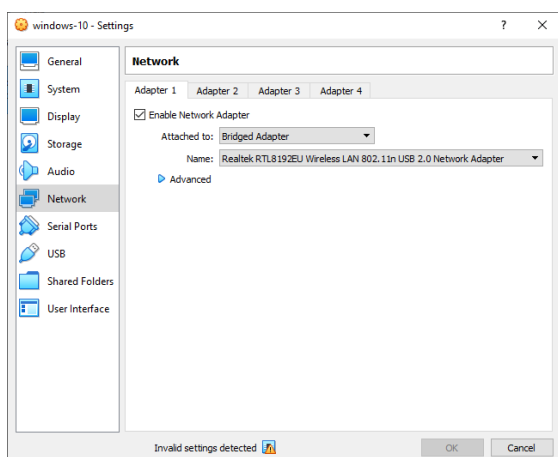 windows-10 - Settings
?
General
System
Display
Storage
Audio
Network
Serial Ports
USB
Shared Folders
User Interface
Network
Adapter 1 Adapter 2 Adapter 3 Adapter 4
Enable Network Adapter
Attached to: Bridged Adapter
Name: Realtek RTL8192EU Wireless LAN 802.11n USB 2.0 Network Adapter
Advanced
Invalid settings detected
OK Cancel